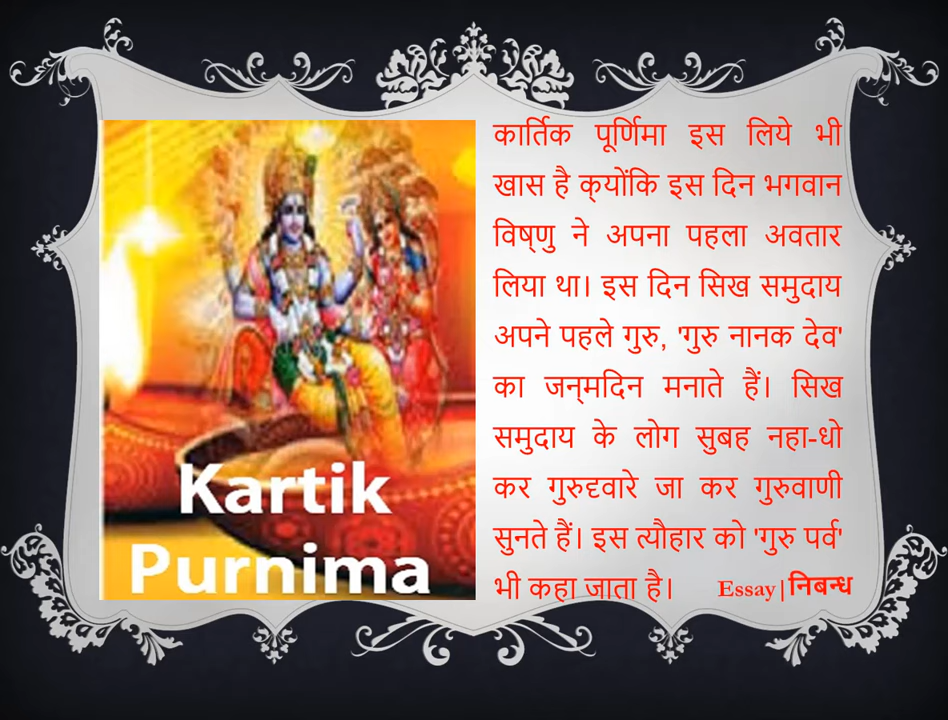 Kartik
Purnima
कार्तिक पूर्णिमा इस लिये भी
खास है क्योंकि इस दिन भगवान
विष्णु ने अपना पहला अवतार
लिया था। इस दिन सिख समुदाय
अपने पहले गुरु, 'गुरु नानक देव'
का जन्मदिन मनाते हैं। सिख
समुदाय के लोग सुबह नहा-धो
कर गुरुद्वारे जा कर गुरुवाणी
सुनते हैं। इस त्यौहार को 'गुरु पर्व'
भी कहा जाता है।
Essay|निबन्ध